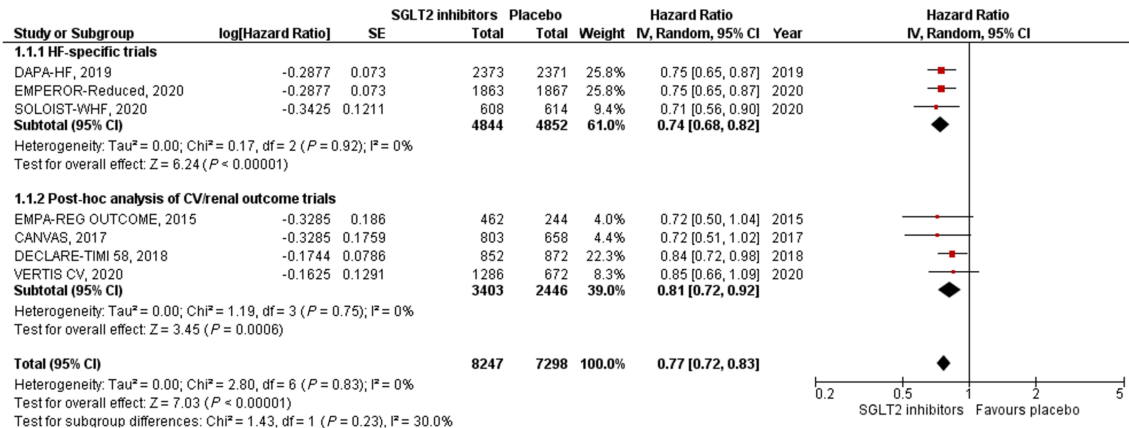 SGLT2 inhibitors Placebo Hazard Ratio Hazard Ratio
Study or Subgroup log[Hazard Ratio] SE Total Total Weight IV, Random, 95% CI Year IV, Random, 95% CI
1.1.1 HF-specific trials
DAPA-HF, 2019 -0.2877 0.073 2373 2371 25.8% 0.75 [0.65, 0.87] 2019
EMPEROR-Reduced, 2020 -0.2877 0.073 1863 1867 25.8% 0.75 [0.65, 0.87] 2020
SOLOIST-WHF, 2020 -0.3425 0.1211 608 614 9.4% 0.71 [0.56, 0.90] 2020
Subtotal (95% CI) 4844 4852 61.0% 0.74 [0.68, 0.82]
Heterogeneity: Tau² = 0.00; Chi² = 0.17, df = 2 (P = 0.92); I² = 0%
Test for overall effect: Z = 6.24 (P < 0.00001)
1.1.2 Post-hoc analysis of CV/renal outcome trials
EMPA-REG OUTCOME, 2015 -0.3285 0.186 462 244 4.0% 0.72 [0.50, 1.04] 2015
CANVAS, 2017 -0.3285 0.1759 803 658 4.4% 0.72 [0.51, 1.02] 2017
DECLARE-TIMI 58, 2018 -0.1744 0.0786 852 872 22.3% 0.84 [0.72, 0.98] 2018
VERTIS CV, 2020 -0.1625 0.1291 1286 672 8.3% 0.85 [0.66, 1.09] 2020
Subtotal (95% CI) 3403 2446 39.0% 0.81 [0.72, 0.92]
Heterogeneity: Tau² = 0.00; Chi² = 1.19, df = 3 (P = 0.75); I² = 0%
Test for overall effect: Z = 3.45 (P = 0.0006)
Total (95% CI) 8247 7298 100.0% 0.77 [0.72, 0.83]
Heterogeneity: Tau² = 0.00; Chi² = 2.80, df = 6 (P = 0.83); I² = 0%
Test for overall effect: Z = 7.03 (P < 0.00001)
Test for subgroup differences: Chi² = 1.43, df = 1 (P = 0.23), I² = 30.0%
0.2 0.5 1 2 5
SGLT2 inhibitors Favours placebo